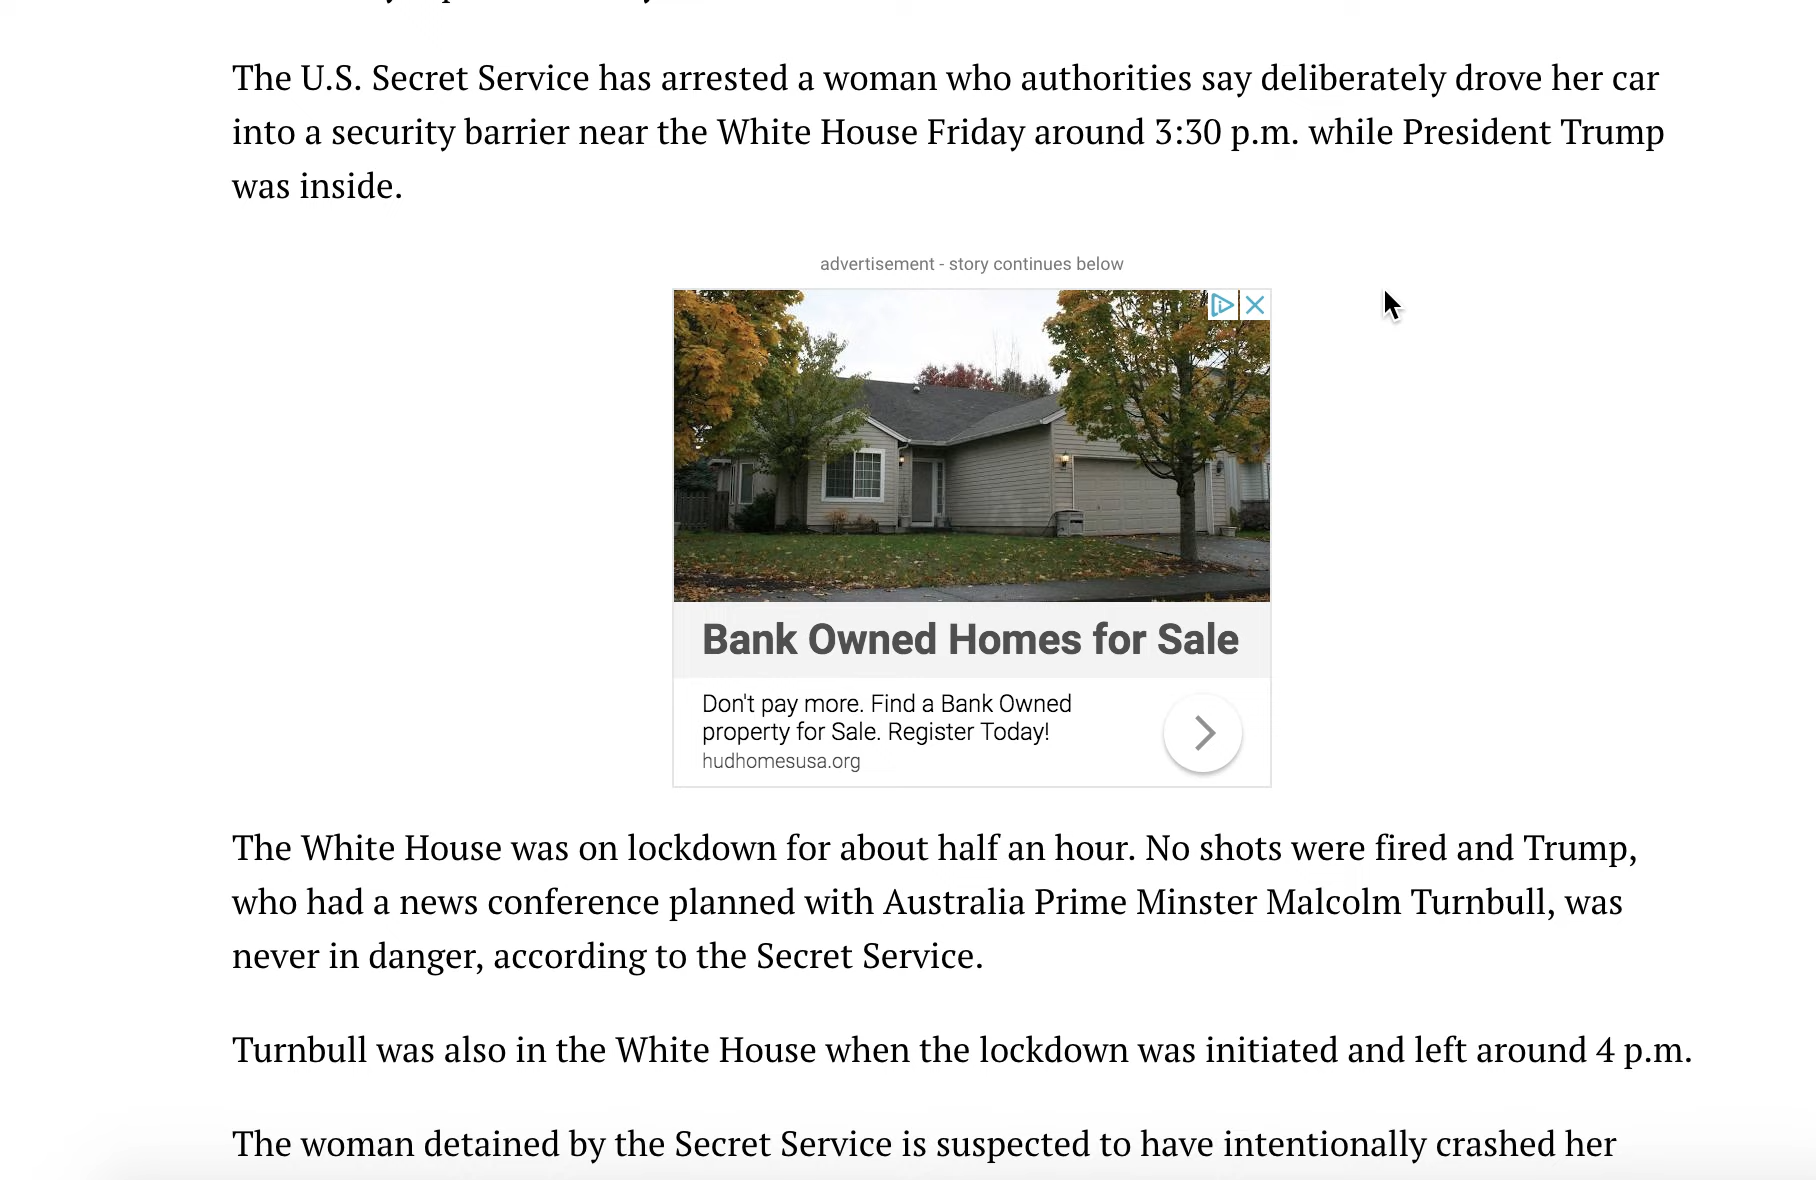 The U.S. Secret Service has arrested a woman who authorities say deliberately drove her car
into a security barrier near the White House Friday around 3:30 p.m. while President Trump
was inside.
advertisement - story continues below
Bank Owned Homes for Sale
Don't pay more. Find a Bank Owned
property for Sale. Register Today!
hudhomesusa.org
The White House was on lockdown for about half an hour. No shots were fired and Trump,
who had a news conference planned with Australia Prime Minster Malcolm Turnbull, was
never in danger, according to the Secret Service.
Turnbull was also in the White House when the lockdown was initiated and left around 4 p.m.
The woman detained by the Secret Service is suspected to have intentionally crashed her